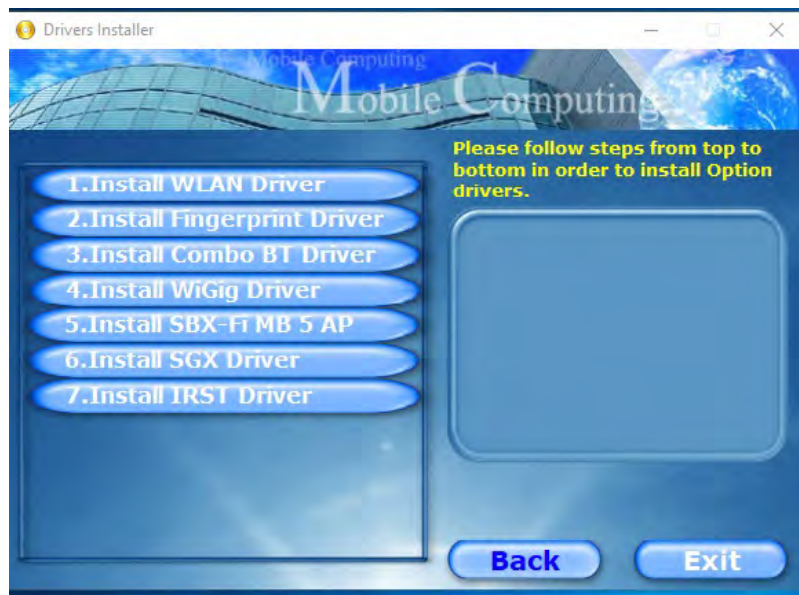 Drivers Installer
Mobile Computing
Mobile Computing
Please follow steps from top to
bottom in order to install Option
drivers.
1.Install WLAN Driver
2.Install Fingerprint Driver
3.Install Combo BT Driver
4.Install WiGig Driver
5.Install SBX-Fi MB 5 AP
6.Install SGX Driver
7.Install IRST Driver
Back
Exit